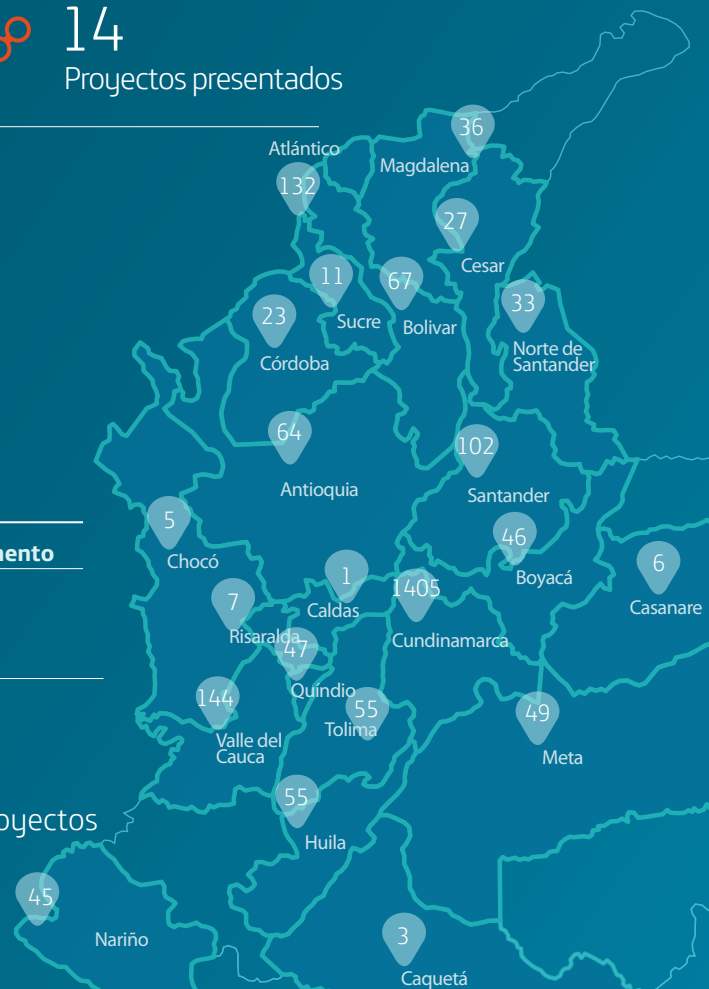 14
Proyectos presentados
36
Atlántico
Magdalena
132
27
Cesar
11
67
33
23
Sucre
Bolivar
Norte de
Santander
Córdoba
64
102
Antioquia
Santander
5
46
mento
Chocó
1
1405
Boyacá
6
7
Caldas
Casanare
Risaralda
47
Cundinamarca
Quíndio
144
55
Tolima
49
Valle del
Cauca
Meta
55
oyectos
Huila
45
Nariño
3
Caquetá